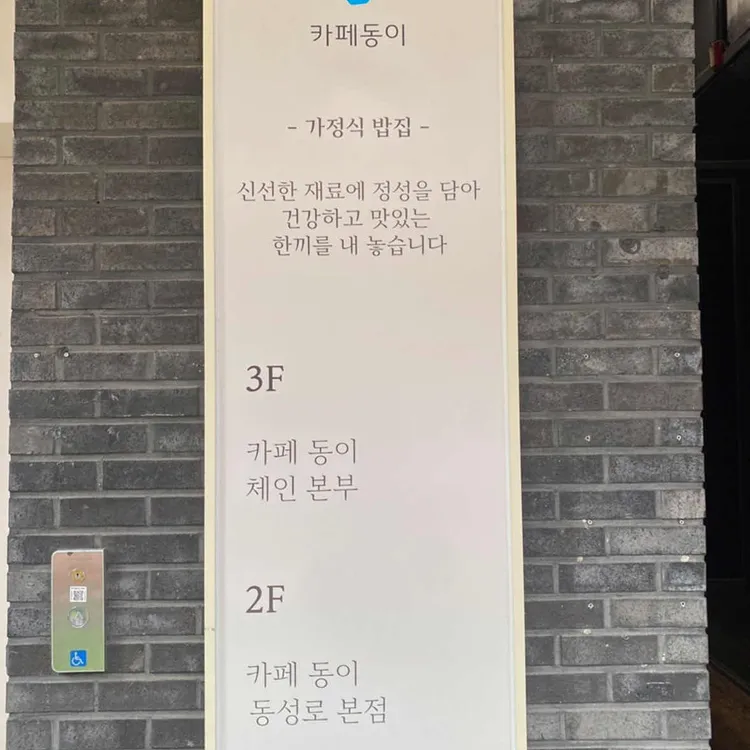 카페동이
- 가정식 밥집 -
신선한 재료에 정성을 담아
건강하고 맛있는
한끼를 내 놓습니다
3F
카페 동이
체인 본부
2F
카페 동이
동성로 본점